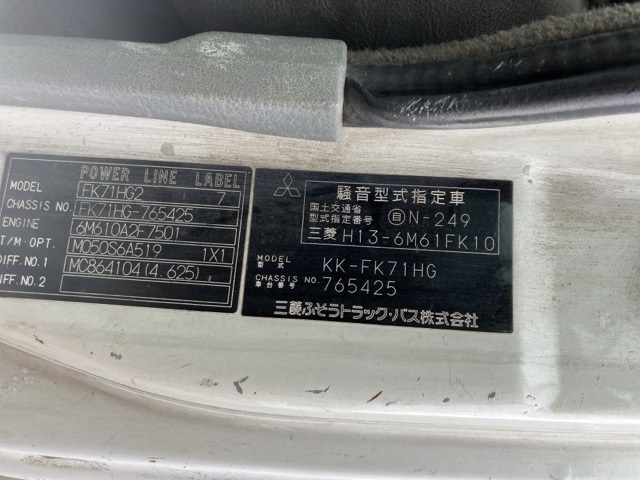 POWER LINE LABEL
MODEL FK71HG2 7
CHASSIS NO. FK71HG-765425
ENGINE 6M610A2F-7501
T/M·OPT. M050S6A519 1X1
DIFF.NO.1 MC864104(4.625)
DIFF.NO.2
騒音型式指定車
国土交通省
型式指定番号 自N-249
三菱 H13-6M61FK10
MODEL
型式 KK-FK71HG
CHASSIS NO.
車台番号 765425
三菱ふそうトラック・バス株式会社